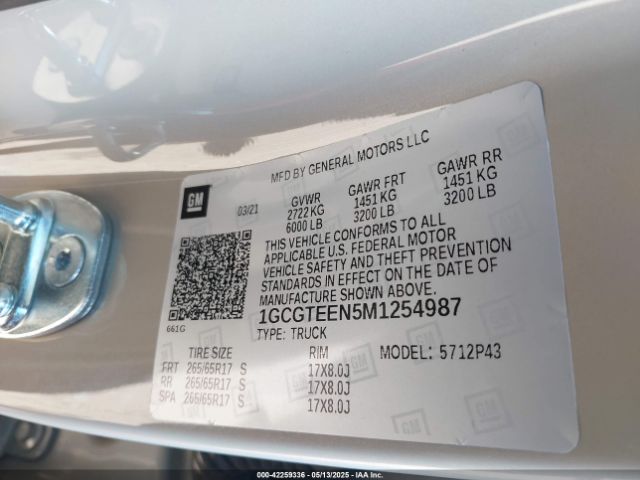 MFD BY GENERAL MOTORS LLC
GM
03/21
GVWR
2722 KG
6000 LB
GAWR FRT
1451 KG
3200 LB
GAWR RR
1451 KG
3200 LB
THIS VEHICLE CONFORMS TO ALL
APPLICABLE U.S. FEDERAL MOTOR
VEHICLE SAFETY AND THEFT PREVENTION
STANDARDS IN EFFECT ON THE DATE OF
MANUFACTURE SHOWN ABOVE.
661G
1GCGTEEN5M1254987
TYPE: TRUCK
TIRE SIZE RIM MODEL: 5712P43
FRT 265/65R17 S 17X8.0J
RR 265/65R17 S 17X8.0J
SPA 265/65R17 S 17X8.0J
000-42259336 - 05/13/2025 - IAA Inc.